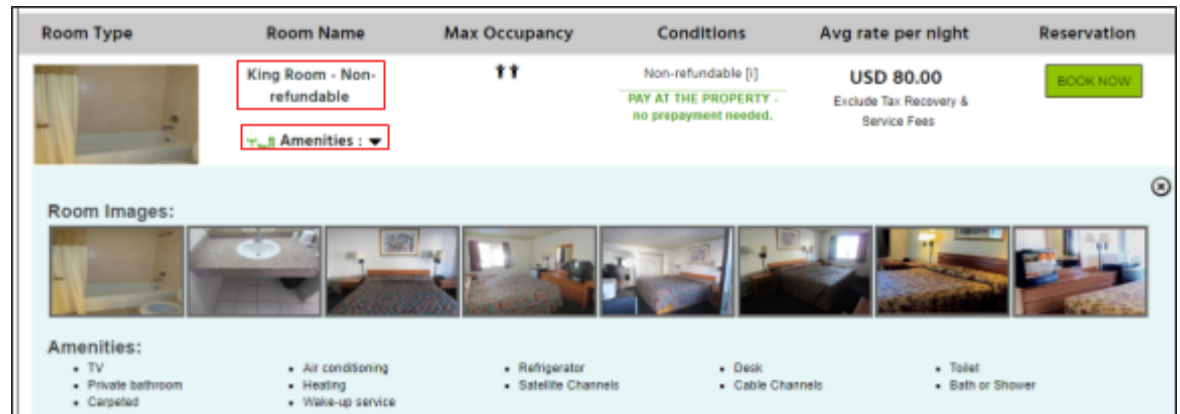 Room Type Room Name Max Occupancy Conditions Avg rate per night Reservation
King Room - Non-
refundable
Amenities :
Non-refundable [i]
PAY AT THE PROPERTY -
no prepayment needed.
USD 80.00
Exclude Tax Recovery &
Service Fees
BOOK NOW
Room Images:
Amenities:
• TV
• Private bathroom
• Carpeted
• Air conditioning
• Heating
• Wake-up service
• Refrigerator
• Satellite Channels
• Desk
• Cable Channels
• Toilet
• Bath or Shower